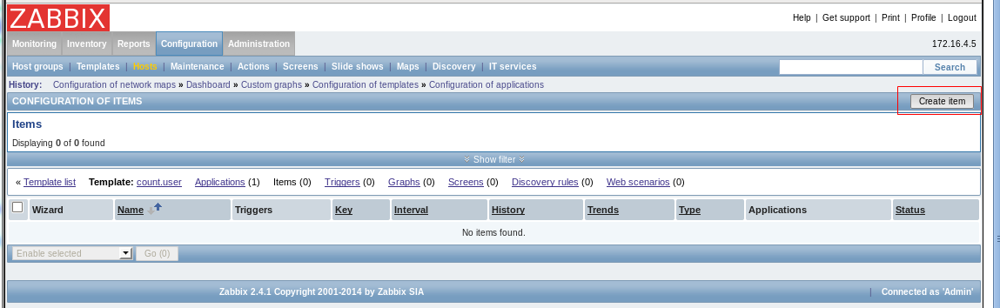 ZABBIX
Help | Get support | Print | Profile | Logout
Monitoring Inventory Reports Configuration Administration 172.16.4.5
Host groups | Templates | Hosts | Maintenance | Actions | Screens | Slide shows | Maps | Discovery | IT services Search
History: Configuration of network maps » Dashboard » Custom graphs » Configuration of templates » Configuration of applications
CONFIGURATION OF ITEMS Create item
Items
Displaying 0 of 0 found
Show filter
« Template list Template: count.user Applications (1) Items (0) Triggers (0) Graphs (0) Screens (0) Discovery rules (0) Web scenarios (0)
Wizard Name Triggers Key Interval History Trends Type Applications Status
No items found.
Enable selected Go (0)
Zabbix 2.4.1 Copyright 2001-2014 by Zabbix SIA | Connected as 'Admin'